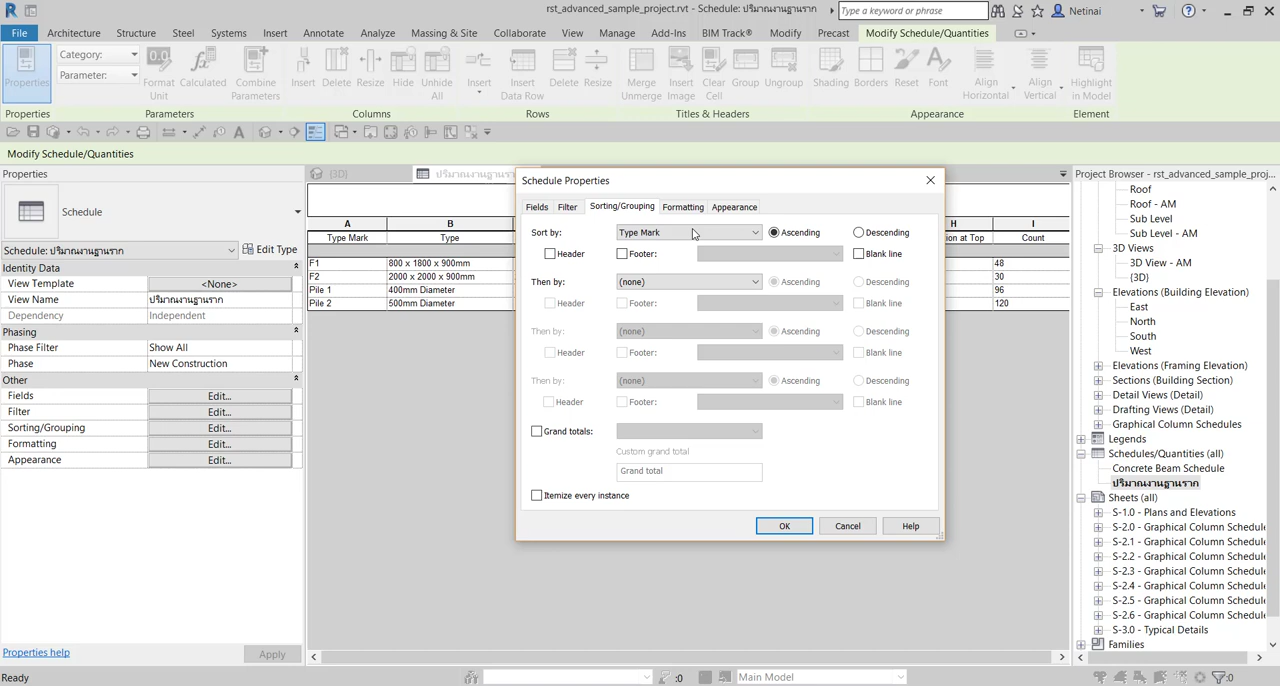 rst_advanced_sample_project.rvt - Schedule: ปริมาณงานฐานราก
Type a keyword or phrase
Netinai
File Architecture Structure Steel Systems Insert Annotate Analyze Massing & Site Collaborate View Manage Add-Ins BIM Track® Modify Precast Modify Schedule/Quantities
Category:
Parameter:
Properties
Format Unit
Calculated
Combine Parameters
Insert
Delete
Resize
Hide
Unhide All
Insert
Insert Data Row
Delete
Resize
Merge Unmerge
Insert Image
Clear Cell
Group
Ungroup
Shading
Borders
Reset
Font
Align Horizontal
Align Vertical
Highlight in Model
Properties Parameters Columns Rows Titles & Headers Appearance Element
Modify Schedule/Quantities
Properties
Schedule
Schedule: ปริมาณงานฐานราก
Edit Type
Identity Data
View Template <None>
View Name ปริมาณงานฐานราก
Dependency Independent
Phasing
Phase Filter Show All
Phase New Construction
Other
Fields Edit...
Filter Edit...
Sorting/Grouping Edit...
Formatting Edit...
Appearance Edit...
Properties help
Apply
{3D}
A B H I
Type Mark Type ion at Top Count
F1 800 x 1800 x 900mm 48
F2 2000 x 2000 x 900mm 30
Pile 1 400mm Diameter 96
Pile 2 500mm Diameter 120
Schedule Properties
Fields Filter Sorting/Grouping Formatting Appearance
Sort by: Type Mark Ascending Descending
Header Footer: Blank line
Then by: (none) Ascending Descending
Header Footer: Blank line
Then by: (none) Ascending Descending
Header Footer: Blank line
Then by: (none) Ascending Descending
Header Footer: Blank line
Grand totals:
Custom grand total
Grand total
Itemize every instance
OK Cancel Help
Project Browser - rst_advanced_sample_proj...
Roof
Roof - AM
Sub Level
Sub Level - AM
3D Views
3D View - AM
{3D}
Elevations (Building Elevation)
East
North
South
West
Elevations (Framing Elevation)
Sections (Building Section)
Detail Views (Detail)
Drafting Views (Detail)
Graphical Column Schedules
Legends
Schedules/Quantities (all)
Concrete Beam Schedule
ปริมาณงานฐานราก
Sheets (all)
S-1.0 - Plans and Elevations
S-2.0 - Graphical Column Schedule
S-2.1 - Graphical Column Schedule
S-2.2 - Graphical Column Schedule
S-2.3 - Graphical Column Schedule
S-2.4 - Graphical Column Schedule
S-2.5 - Graphical Column Schedule
S-2.6 - Graphical Column Schedule
S-3.0 - Typical Details
Families
Ready
:0
Main Model
:0